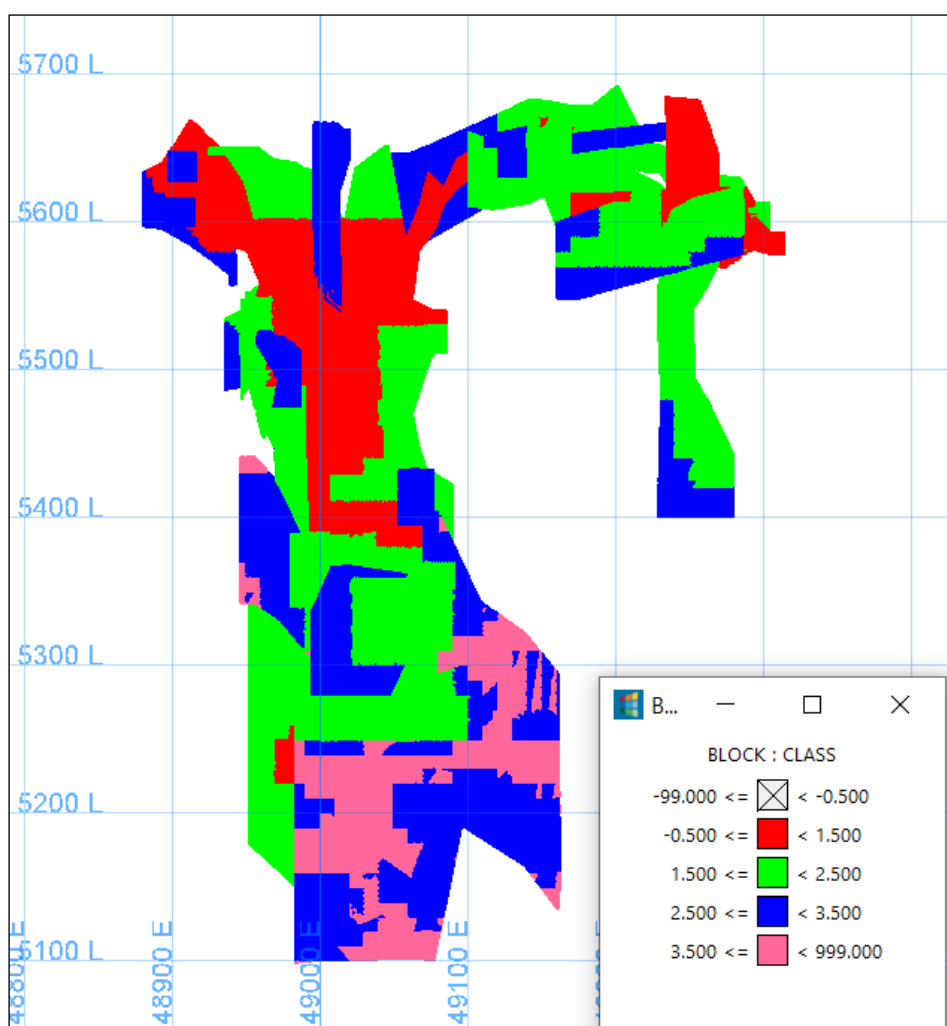 5700 L
5600 L
5500 L
5400 L
5300 L
5200 L
5100 L
48800 E
48900 E
49000 E
49100 E
B...
BLOCK : CLASS
-99.000 <= < -0.500
-0.500 <= < 1.500
1.500 <= < 2.500
2.500 <= < 3.500
3.500 <= < 999.000